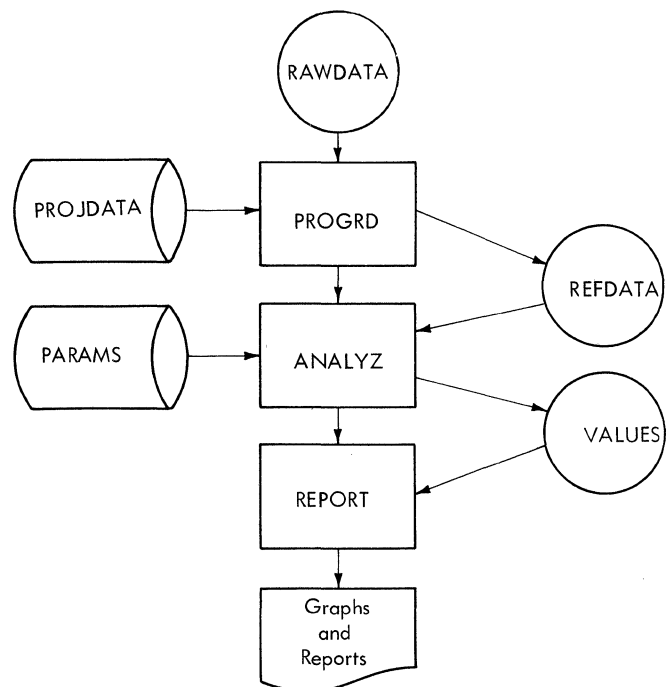 RAWDATA
PROJDATA
PROGRD
REFDATA
PARAMS
ANALYZ
VALUES
REPORT
Graphs
and
Reports